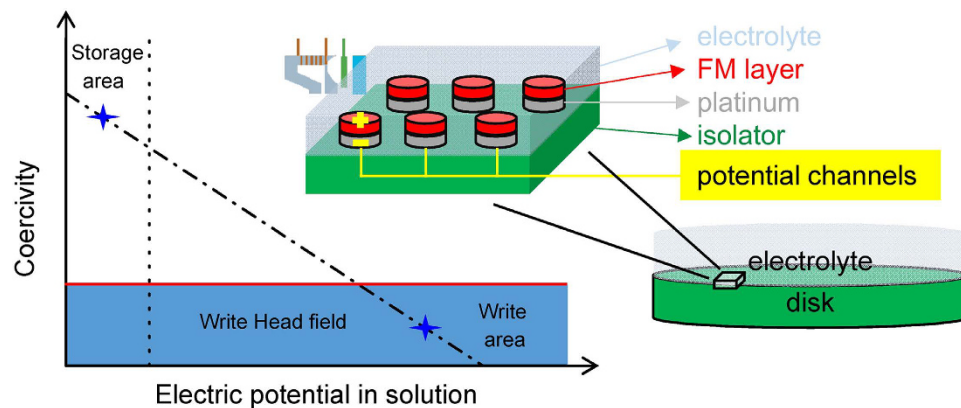 Storage
area
Coercivity
Write Head field
Write
area
Electric potential in solution
electrolyte
FM layer
platinum
isolator
potential channels
electrolyte
disk